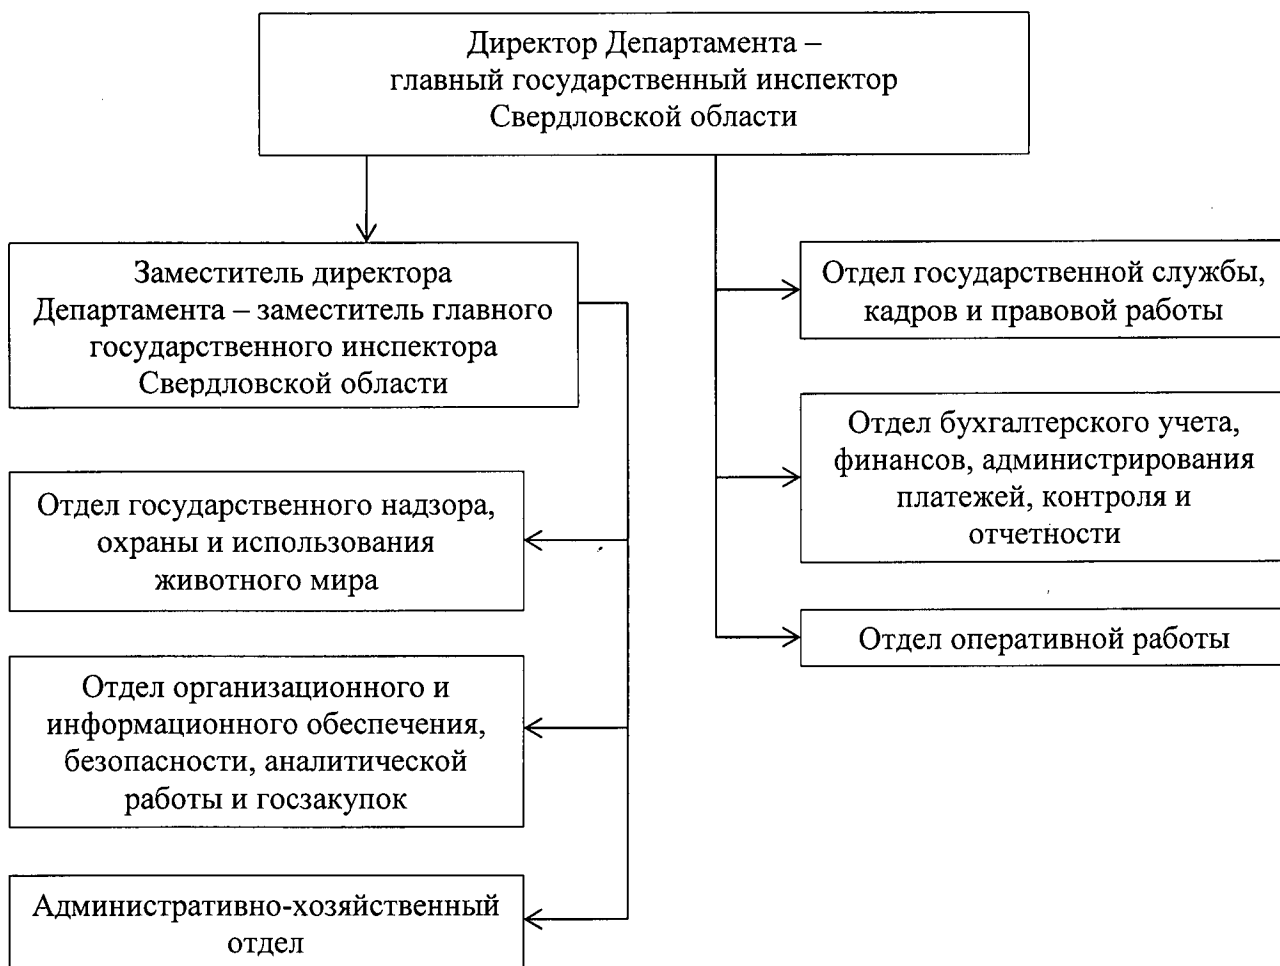 Директор Департамента –
главный государственный инспектор
Свердловской области
Заместитель директора
Департамента – заместитель главного
государственного инспектора
Свердловской области
Отдел государственного надзора,
охраны и использования
животного мира
Отдел организационного и
информационного обеспечения,
безопасности, аналитической
работы и госзакупок
Административно-хозяйственный
отдел
Отдел государственной службы,
кадров и правовой работы
Отдел бухгалтерского учета,
финансов, администрирования
платежей, контроля и
отчетности
Отдел оперативной работы